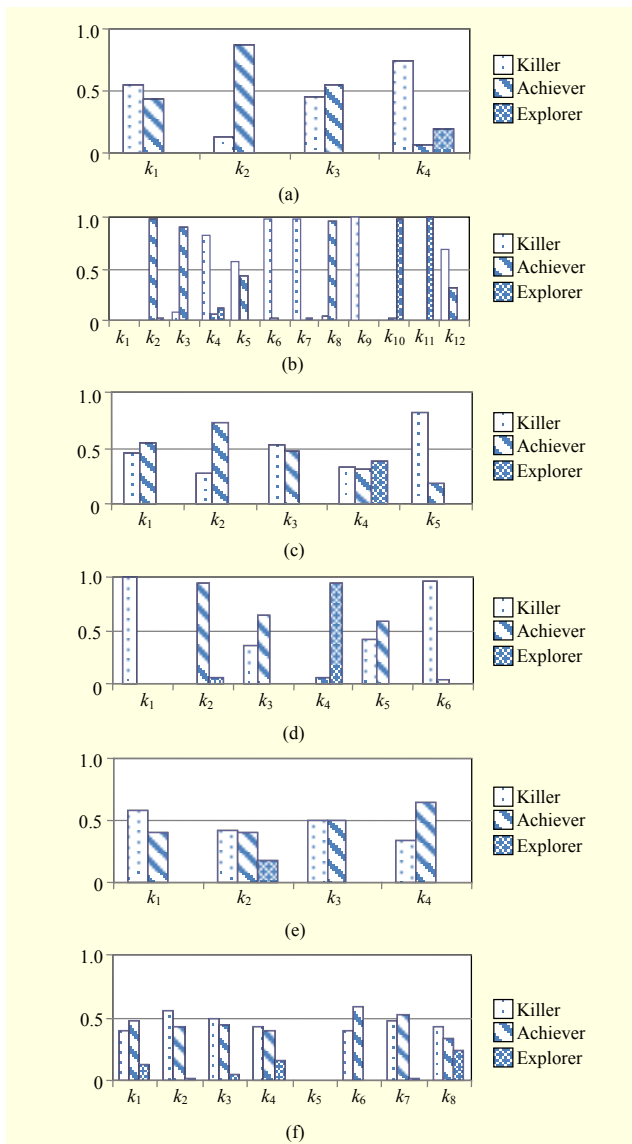 1.0
0.5
0
k1 k2 k3 k4
Killer
Achiever
Explorer
(a)
1.0
0.5
0
k1 k2 k3 k4 k5 k6 k7 k8 k9 k10 k11 k12
Killer
Achiever
Explorer
(b)
1.0
0.5
0
k1 k2 k3 k4 k5
Killer
Achiever
Explorer
(c)
1.0
0.5
0
k1 k2 k3 k4 k5 k6
Killer
Achiever
Explorer
(d)
1.0
0.5
0
k1 k2 k3 k4
Killer
Achiever
Explorer
(e)
1.0
0.5
0
k1 k2 k3 k4 k5 k6 k7 k8
Killer
Achiever
Explorer
(f)